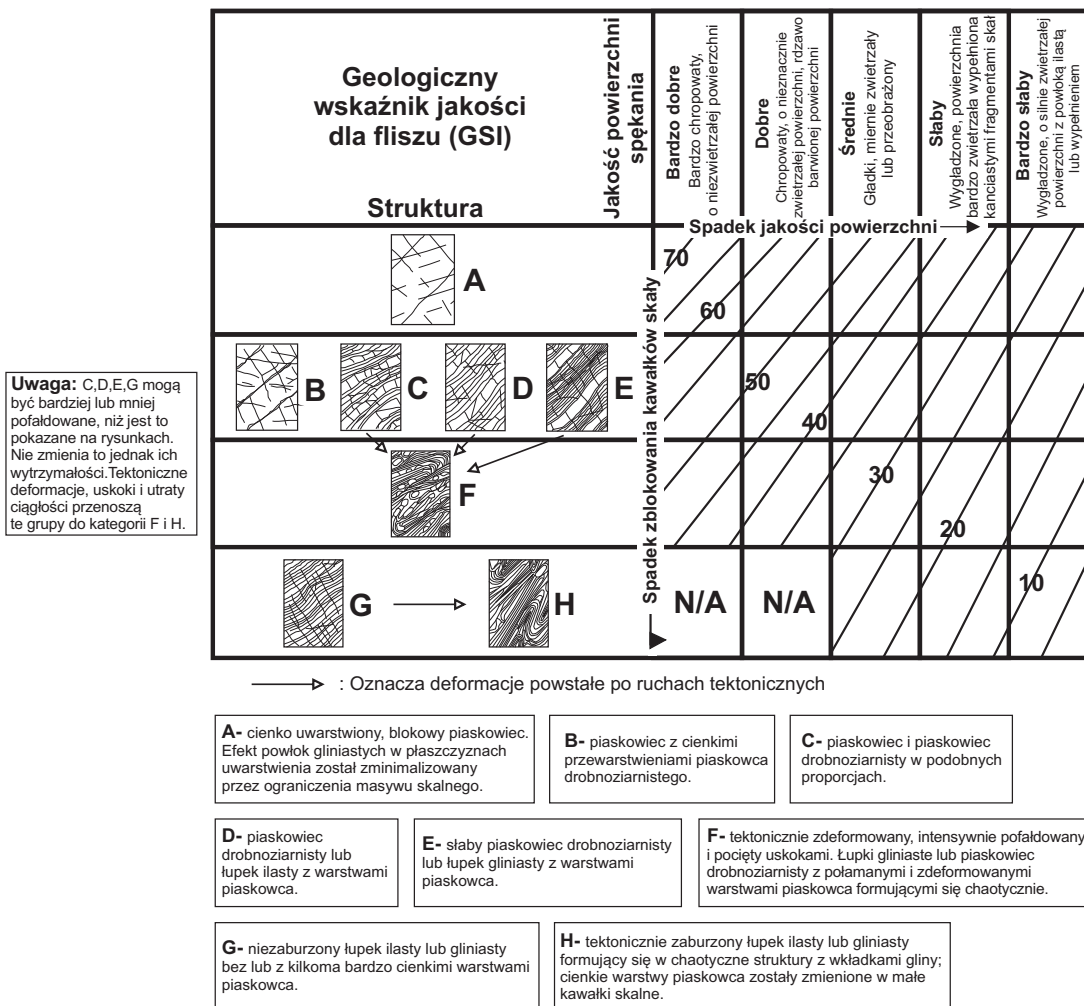 Geologiczny
wskaźnik jakości
dla fliszu (GSI)
Struktura
Jakość powierzchni
spękania
Bardzo dobre
Bardzo chropowaty,
o niezwietrzałej powierzchni
Dobre
Chropowaty, o nieznacznie
zwietrzałej powierzchni, rdzawo
barwionej powierzchni
Średnie
Gładki, miernie zwietrzały
lub przeobrażony
Słaby
Wygładzone, powierzchnia
bardzo zwietrzała wypełniona
kanciastymi fragmentami skał
Bardzo słaby
Wygładzone, o silnie zwietrzałej
powierzchni z powłoką ilastą
lub wypełnieniem
Spadek jakości powierzchni
Spadek zblokowania kawałków skały
A
70
60
B
C
D
E
50
40
F
30
20
G
H
N/A
N/A
10
Uwaga: C,D,E,G mogą
być bardziej lub mniej
pofałdowane, niż jest to
pokazane na rysunkach.
Nie zmienia to jednak ich
wytrzymałości.Tektoniczne
deformacje, uskoki i utraty
ciągłości przenoszą
te grupy do kategorii F i H.
: Oznacza deformacje powstałe po ruchach tektonicznych
A- cienko uwarstwiony, blokowy piaskowiec.
Efekt powłok gliniastych w płaszczyznach
uwarstwienia został zminimalizowany
przez ograniczenia masywu skalnego.
B- piaskowiec z cienkimi
przewarstwieniami piaskowca
drobnoziarnistego.
C- piaskowiec i piaskowiec
drobnoziarnisty w podobnych
proporcjach.
D- piaskowiec
drobnoziarnisty lub
łupek ilasty z warstwami
piaskowca.
E- słaby piaskowiec drobnoziarnisty
lub łupek gliniasty z warstwami
piaskowca.
F- tektonicznie zdeformowany, intensywnie pofałdowany
i pocięty uskokami. Łupki gliniaste lub piaskowiec
drobnoziarnisty z połamanymi i zdeformowanymi
warstwami piaskowca formującymi się chaotycznie.
G- niezaburzony łupek ilasty lub gliniasty
bez lub z kilkoma bardzo cienkimi warstwami
piaskowca.
H- tektonicznie zaburzony łupek ilasty lub gliniasty
formujący się w chaotyczne struktury z wkładkami gliny;
cienkie warstwy piaskowca zostały zmienione w małe
kawałki skalne.